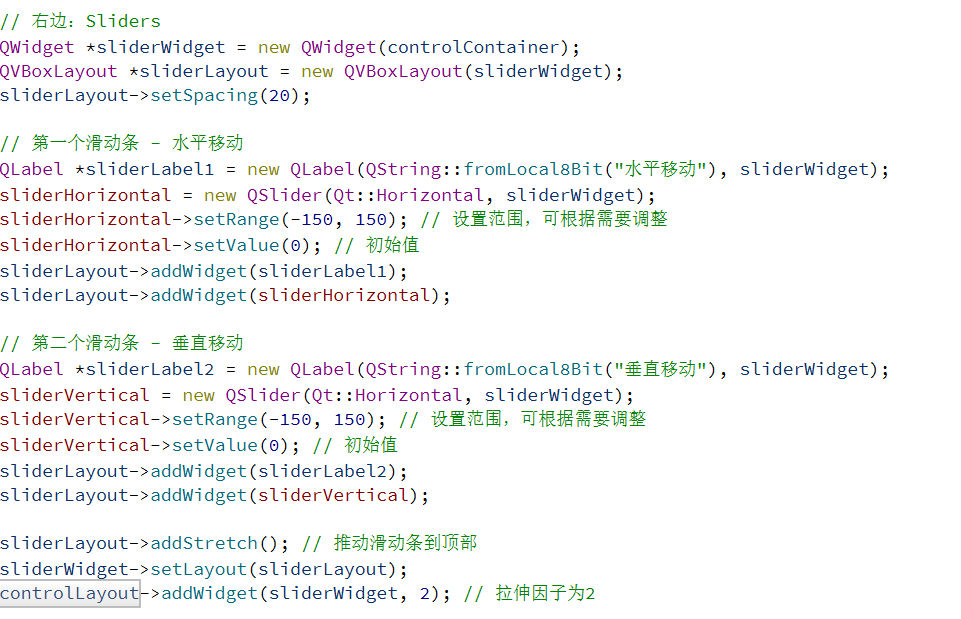 // 右边：Sliders
QWidget *sliderWidget = new QWidget(controlContainer);
QVBoxLayout *sliderLayout = new QVBoxLayout(sliderWidget);
sliderLayout->setSpacing(20);
// 第一个滑动条 - 水平移动
QLabel *sliderLabel1 = new QLabel(QString::fromLocal8Bit("水平移动"), sliderWidget);
sliderHorizontal = new QSlider(Qt::Horizontal, sliderWidget);
sliderHorizontal->setRange(-150, 150); // 设置范围，可根据需要调整
sliderHorizontal->setValue(0); // 初始值
sliderLayout->addWidget(sliderLabel1);
sliderLayout->addWidget(sliderHorizontal);
// 第二个滑动条 - 垂直移动
QLabel *sliderLabel2 = new QLabel(QString::fromLocal8Bit("垂直移动"), sliderWidget);
sliderVertical = new QSlider(Qt::Horizontal, sliderWidget);
sliderVertical->setRange(-150, 150); // 设置范围，可根据需要调整
sliderVertical->setValue(0); // 初始值
sliderLayout->addWidget(sliderLabel2);
sliderLayout->addWidget(sliderVertical);
sliderLayout->addStretch(); // 推动滑动条到顶部
sliderWidget->setLayout(sliderLayout);
controlLayout->addWidget(sliderWidget, 2); // 拉伸因子为2